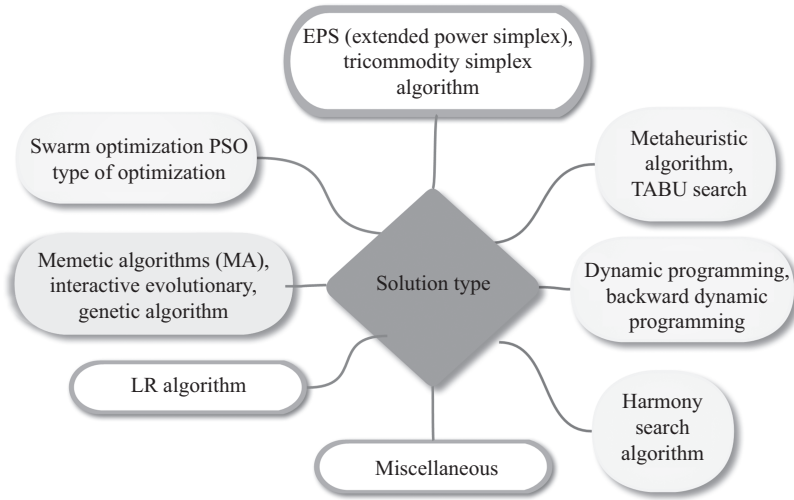 EPS (extended power simplex),
tricommodity simplex
algorithm
Swarm optimization PSO
type of optimization
Metaheuristic
algorithm,
TABU search
Memetic algorithms (MA),
interactive evolutionary,
genetic algorithm
Solution type
Dynamic programming,
backward dynamic
programming
LR algorithm
Harmony
search
algorithm
Miscellaneous